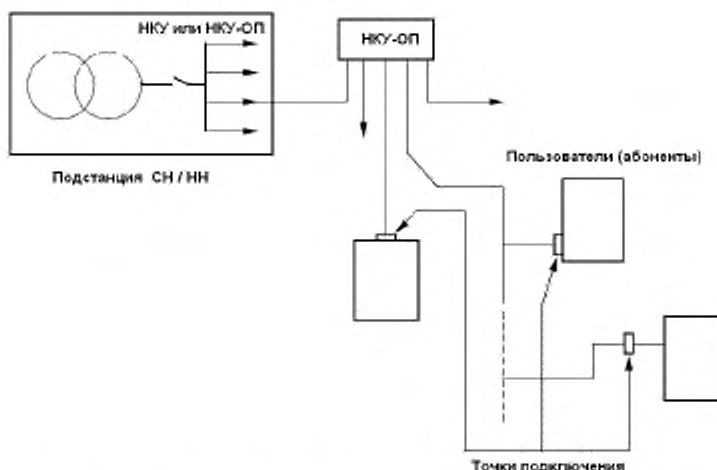 НКУ или НКУ-ОП
НКУ-ОП
Подстанция СН / НН
Пользователи (абоненты)
Точки подключения